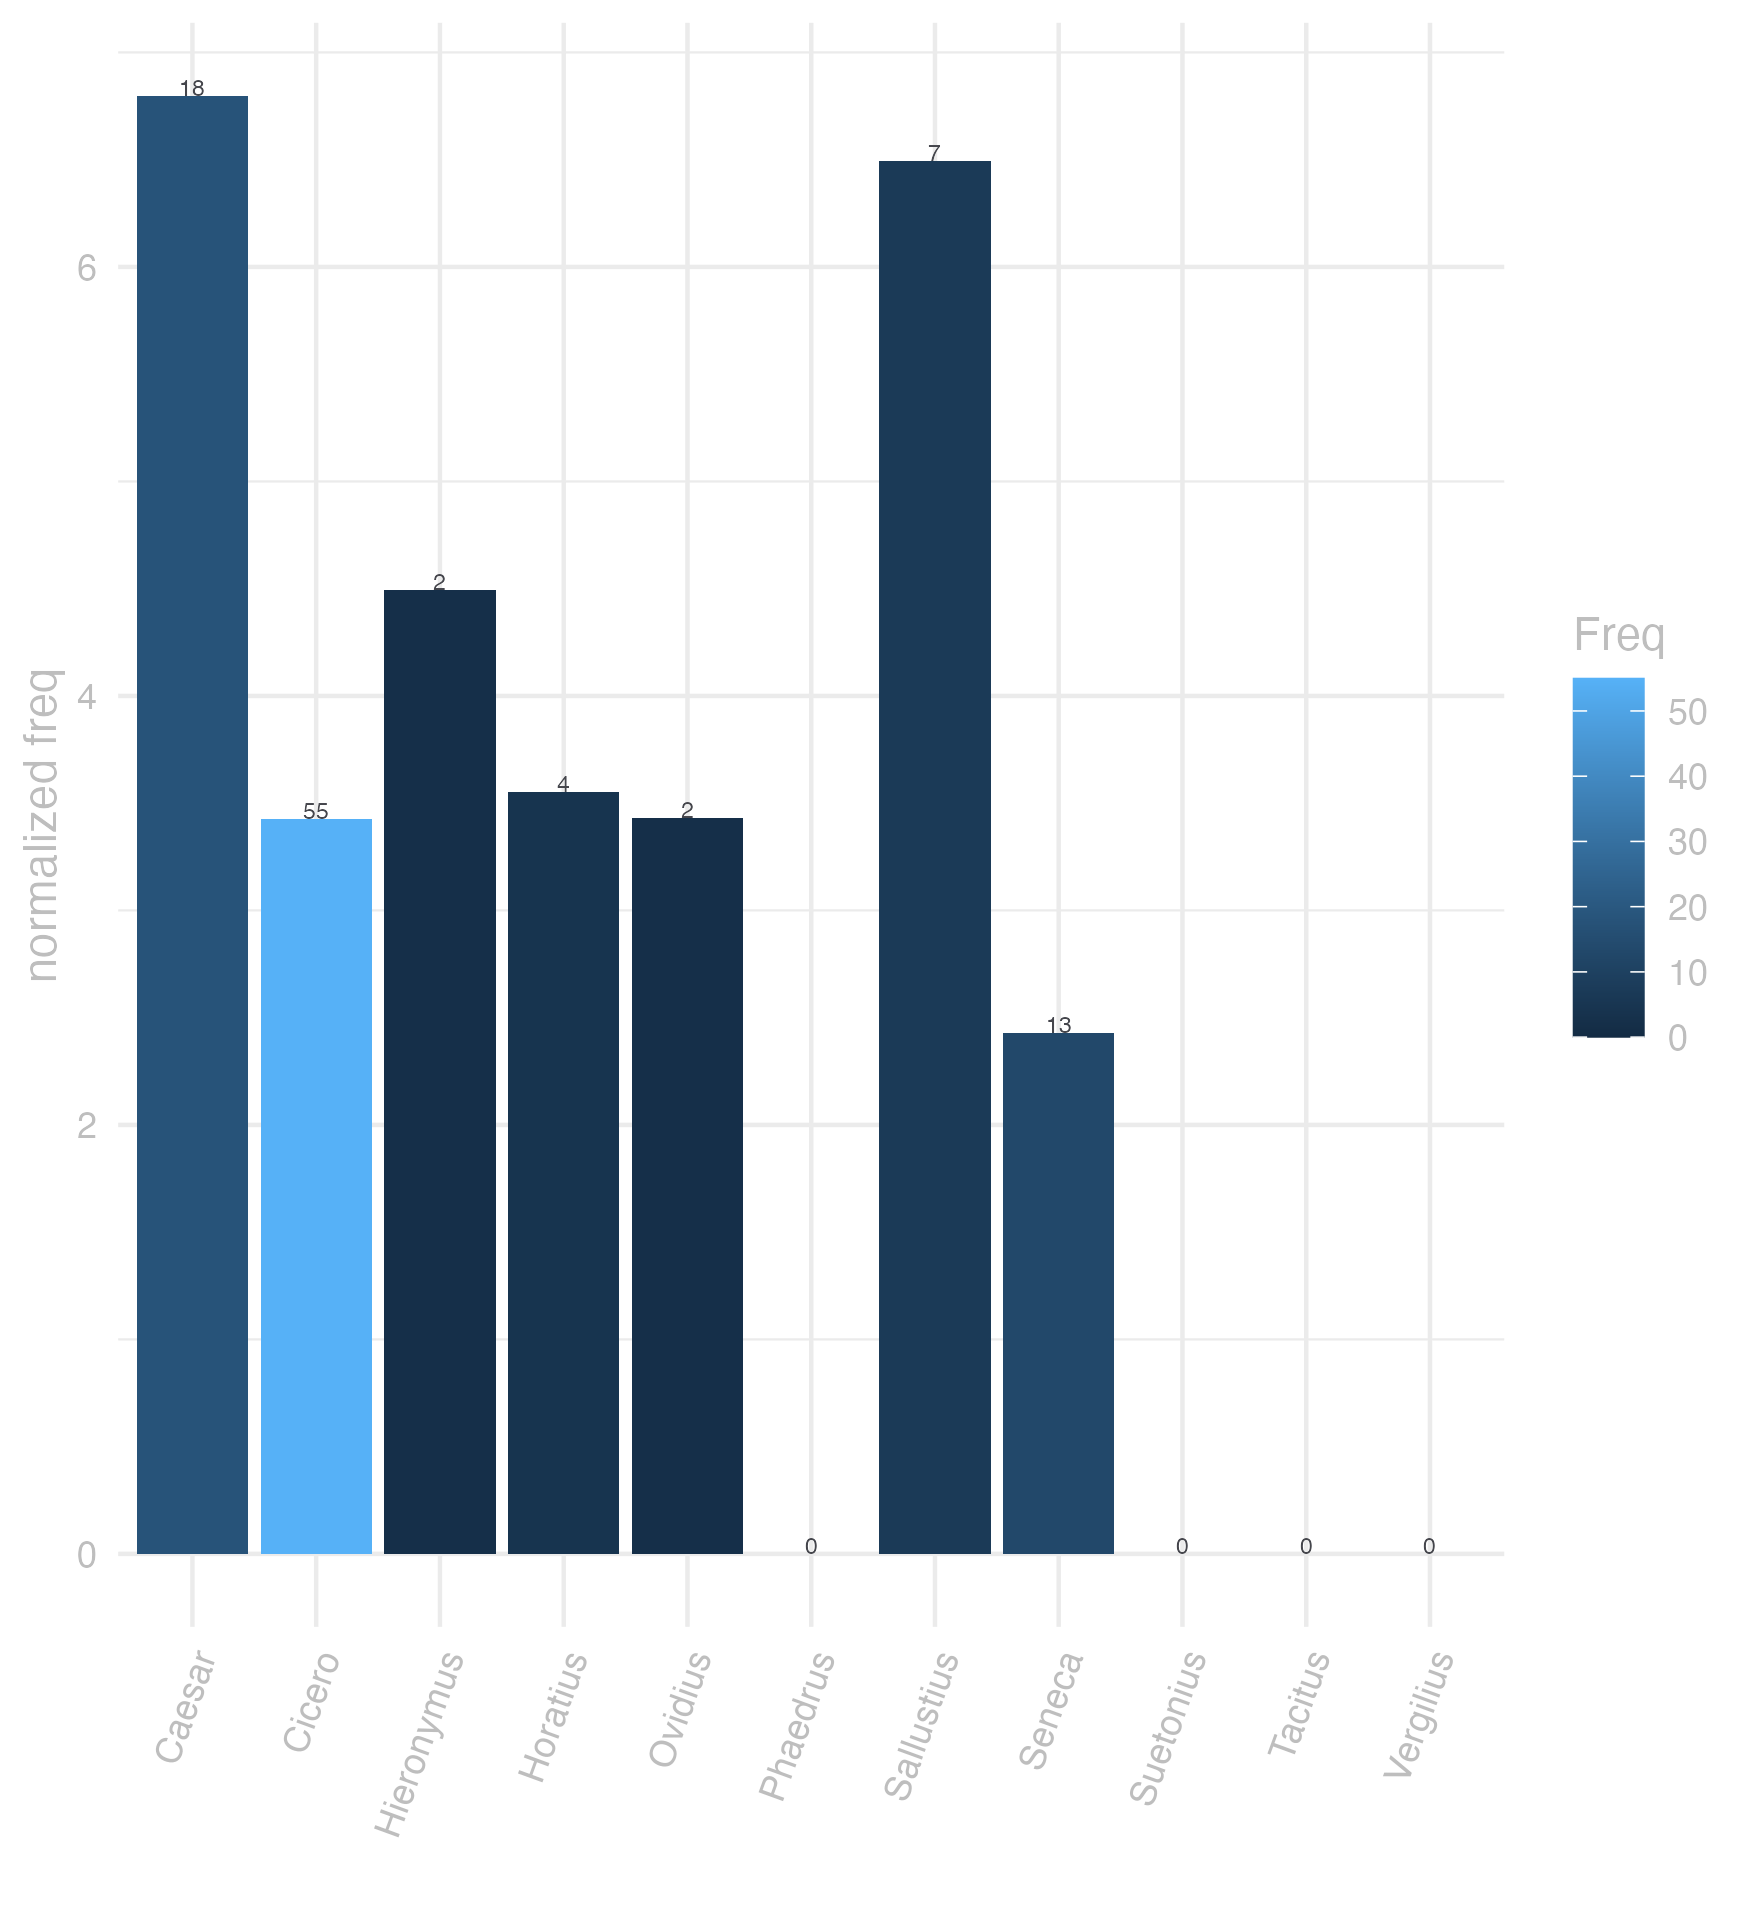 18
7
6
2
4
4
55
2
normalized freq
13
2
0
0
0
0
0
Caesar
Cicero
Hieronymus
Horatius
Ovidius
Phaedrus
Sallustius
Seneca
Suetonius
Tacitus
Vergilius
Freq
50
40
30
20
10
0